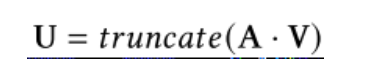 U = truncate(A · V)